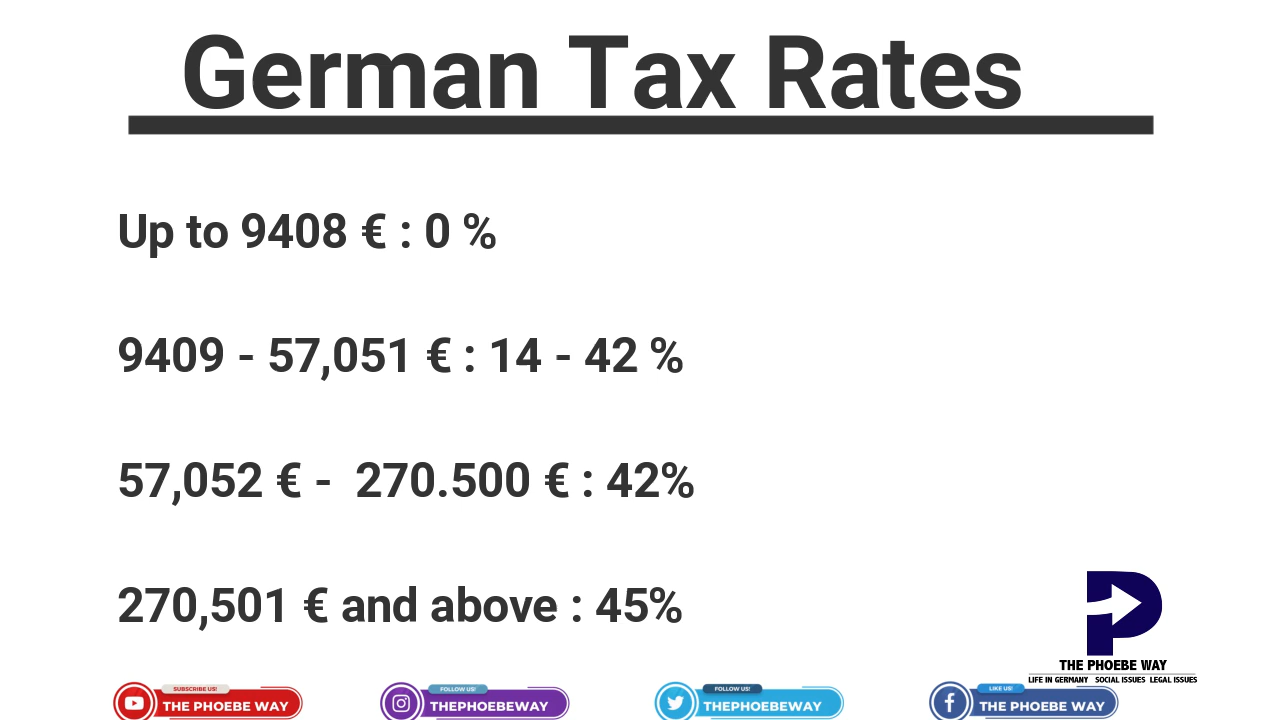 German Tax Rates
Up to 9408 € : 0 %
9409 - 57,051 € : 14 - 42 %
57,052 € -  270.500 € : 42%
270,501 € and above : 45%
THE PHOEBE WAY
LIFE IN GERMANY SOCIAL ISSUES LEGAL ISSUES
SUBSCRIBE US!
THE PHOEBE WAY
FOLLOW US!
THEPHOEBEWAY
FOLLOW US!
THEPHOEBEWAY
LIKE US!
THE PHOEBE WAY